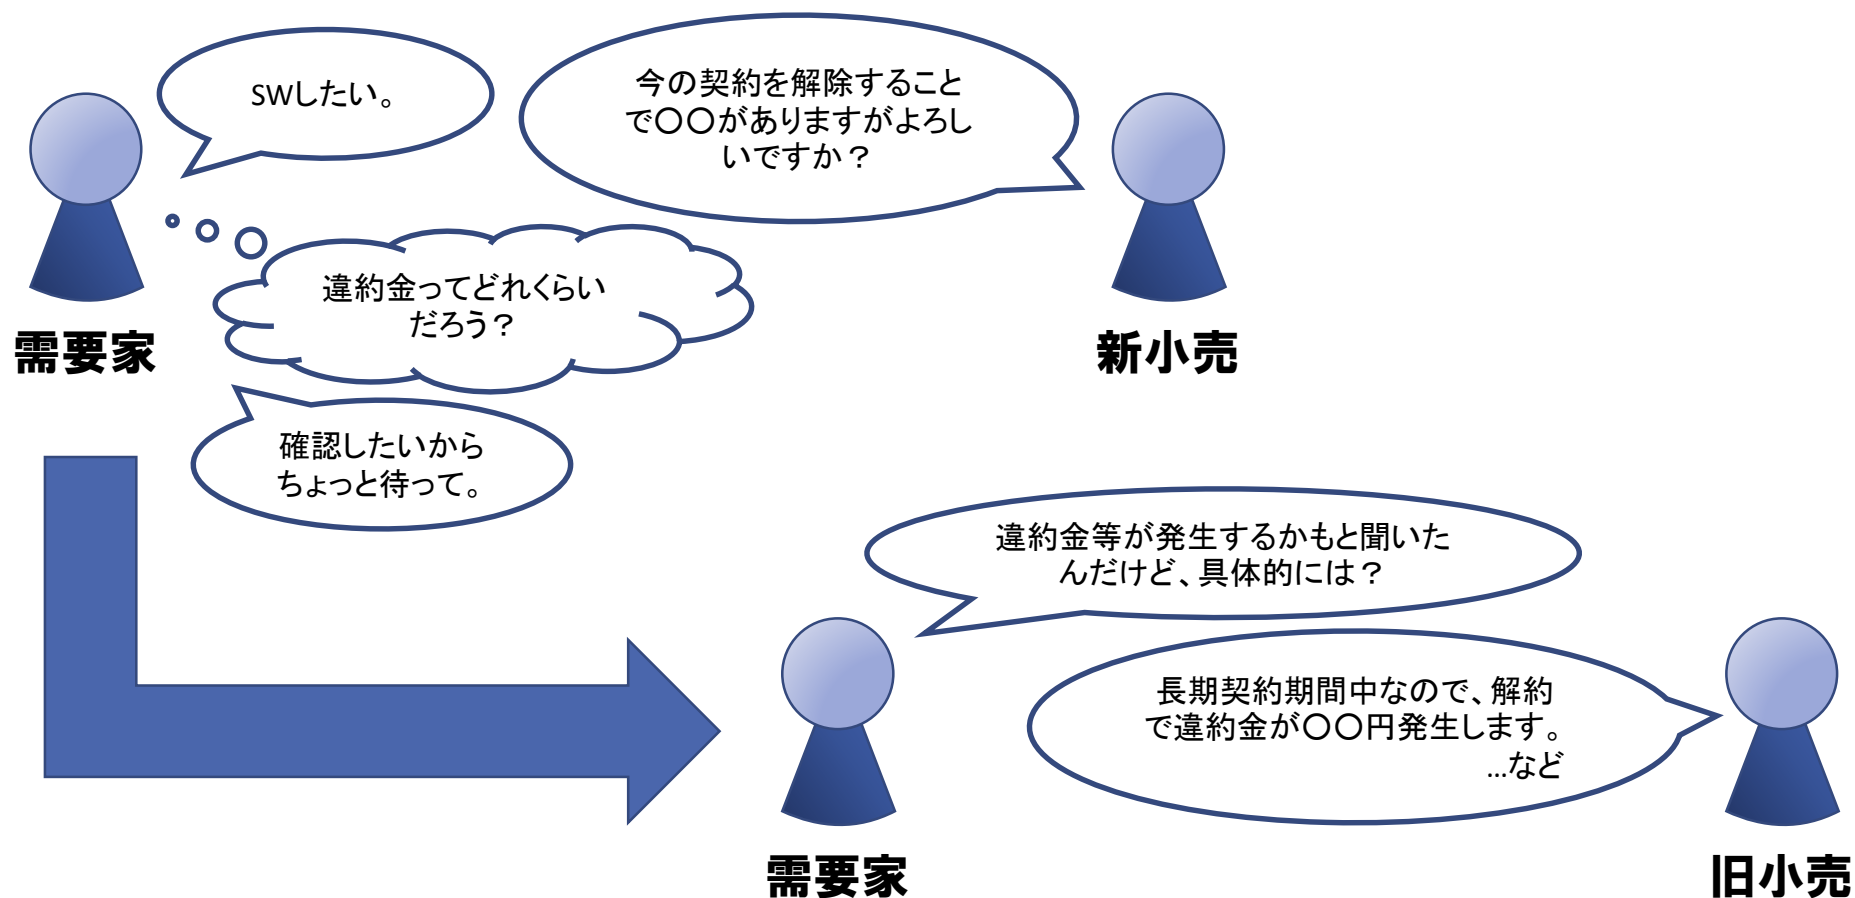 SWしたい。
今の契約を解除すること
で〇〇がありますがよろし
いですか？
違約金ってどれくらい
だろう？
需要家
新小売
確認したいから
ちょっと待って。
違約金等が発生するかもと聞いた
んだけど、具体的には？
長期契約期間中なので、解約
で違約金が〇〇円発生します。
…など
需要家
旧小売